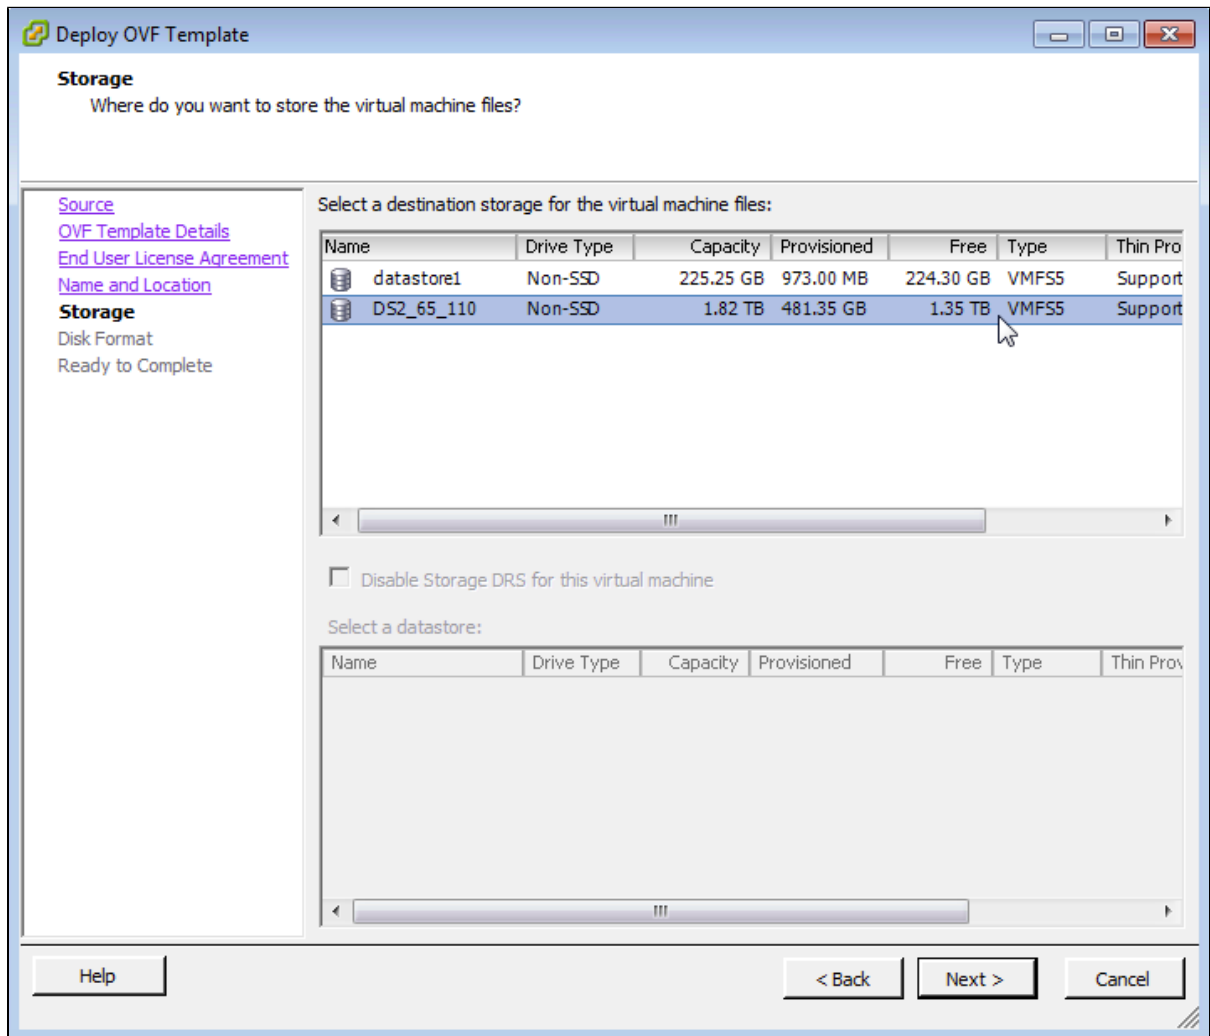 Deploy OVF Template
Storage
Where do you want to store the virtual machine files?
Source
OVF Template Details
End User License Agreement
Name and Location
Storage
Disk Format
Ready to Complete
Select a destination storage for the virtual machine files:
Name Drive Type Capacity Provisioned Free Type Thin Pro
datastore1 Non-SSD 225.25 GB 973.00 MB 224.30 GB VMFS5 Support
DS2_65_110 Non-SSD 1.82 TB 481.35 GB 1.35 TB VMFS5 Support
Disable Storage DRS for this virtual machine
Select a datastore:
Name Drive Type Capacity Provisioned Free Type Thin Prov
Help < Back Next > Cancel